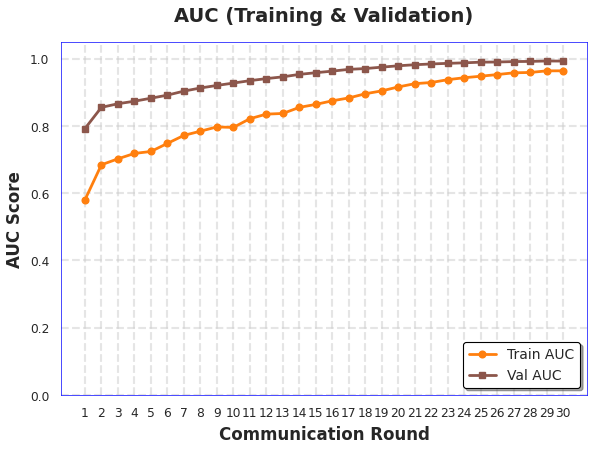 AUC (Training & Validation)
AUC Score
1.0
0.8
0.6
0.4
0.2
0.0
Train AUC
Val AUC
1 2 3 4 5 6 7 8 9 10 11 12 13 14 15 16 17 18 19 20 21 22 23 24 25 26 27 28 29 30
Communication Round